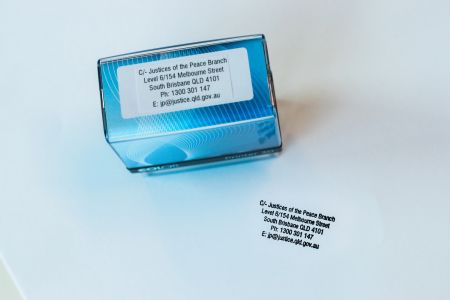 C/- Justices of the Peace Branch
Level 6/154 Melbourne Street
South Brisbane QLD 4101
Ph: 1300 301 147
E: jp@justice.qld.gov.au
C/- Justices of the Peace Branch
Level 6/154 Melbourne Street
South Brisbane QLD 4101
Ph: 1300 301 147
E: jp@justice.qld.gov.au